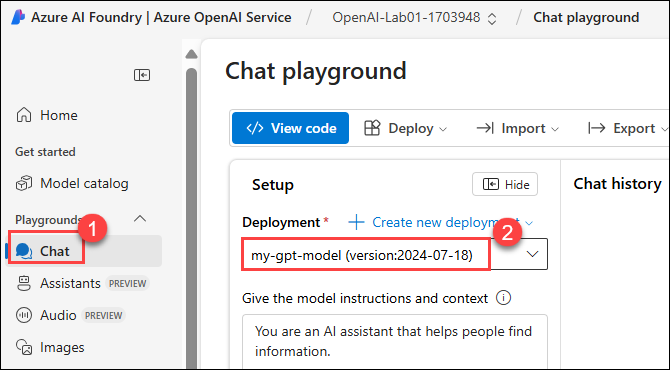 Azure AI Foundry | Azure OpenAI Service / OpenAI-Lab01-1703948 / Chat playground
Chat playground
Home
Get started
Model catalog
Playgrounds
1
Chat
Assistants PREVIEW
Audio PREVIEW
Images
</> View code
Deploy
Import
Export
Setup
Hide
Deployment *
Create new deployment
2
my-gpt-model (version:2024-07-18)
Give the model instructions and context
You are an AI assistant that helps people find
information.
Chat history